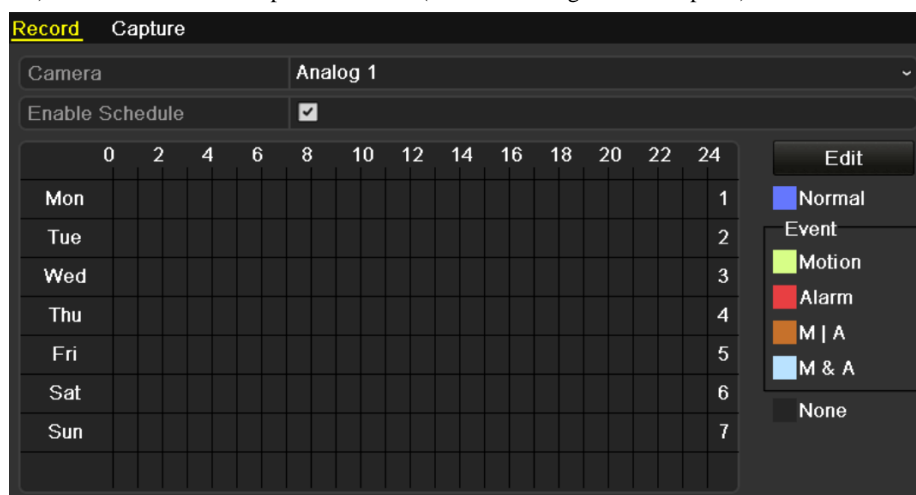 Record Capture
Camera Analog 1
Enable Schedule
0 2 4 6 8 10 12 14 16 18 20 22 24
Edit
Mon 1
Normal
Tue 2
Event
Wed 3
Motion
Thu 4
Alarm
M | A
Fri 5
M & A
Sat 6
None
Sun 7